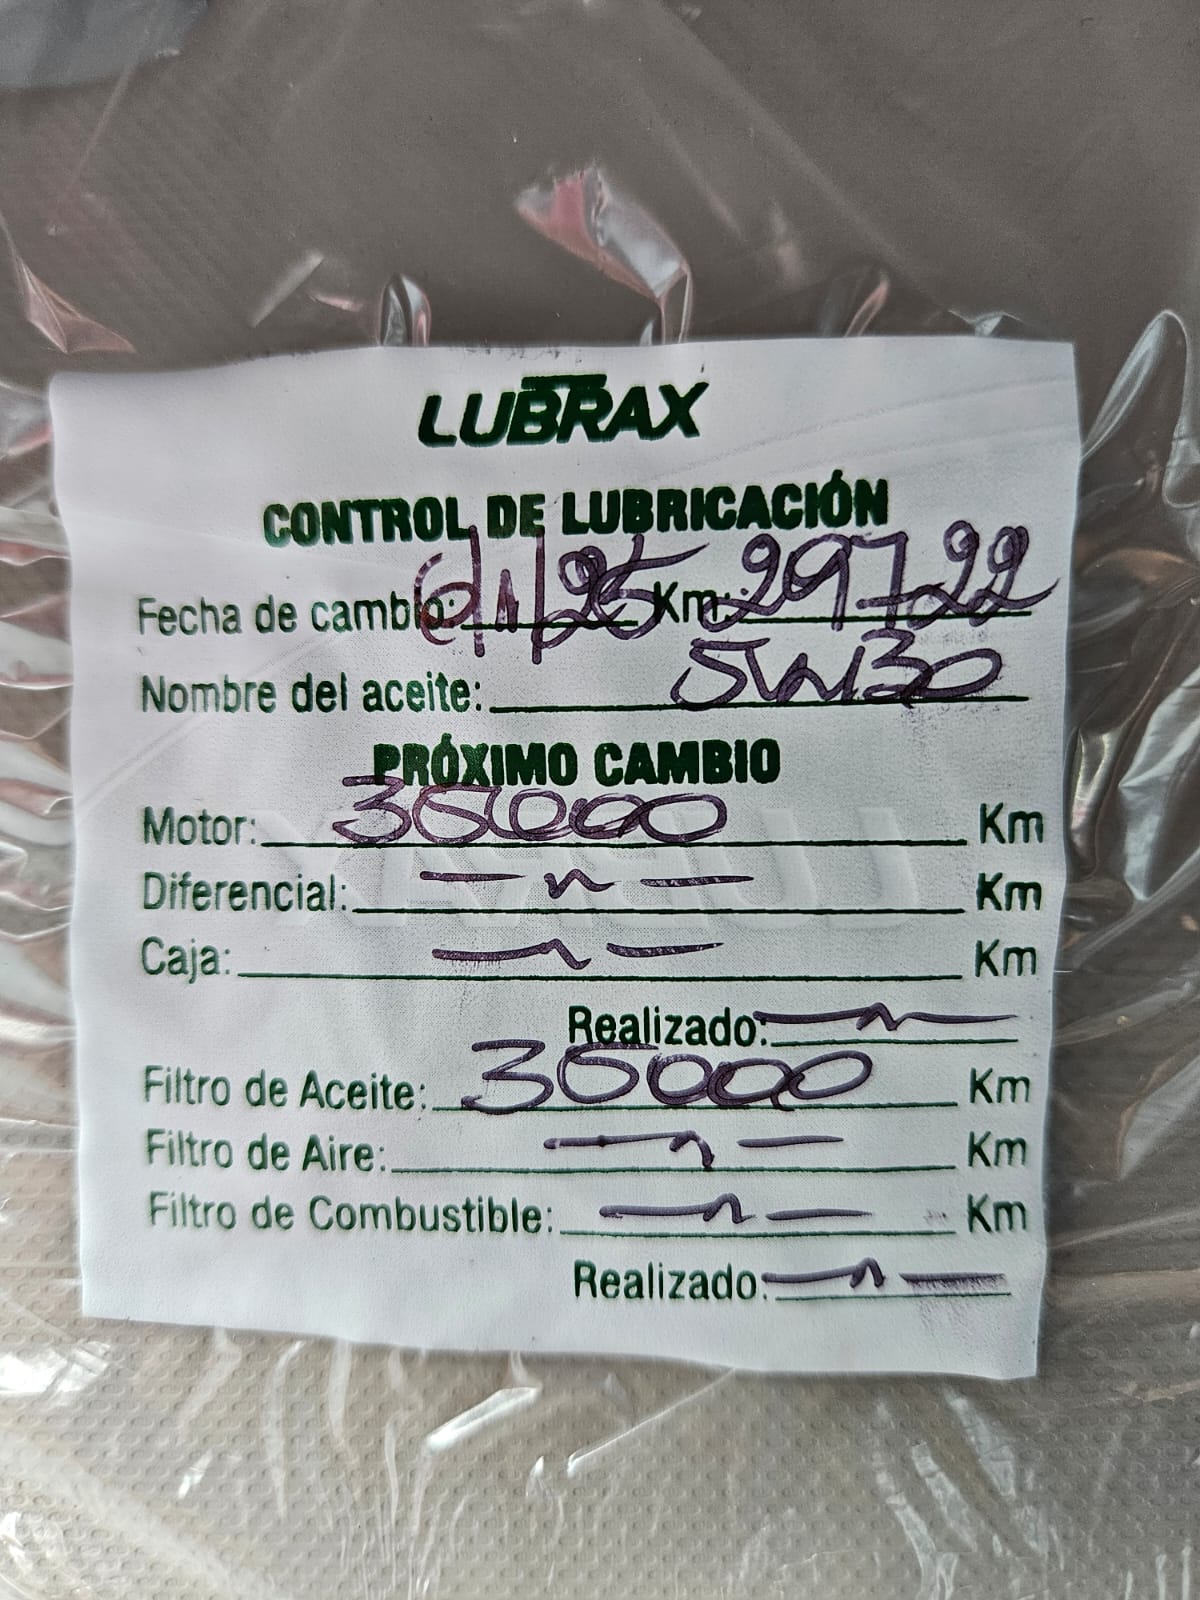 LUBRAX
CONTROL DE LUBRICACIÓN
Fecha de cambio: 6/1/25 Km: 29722
Nombre del aceite: 5W30
PRÓXIMO CAMBIO
Motor: Km
Diferencial: Km
Caja: Km
Realizado:
Filtro de Aceite: Km
Filtro de Aire: Km
Filtro de Combustible: Km
Realizado: